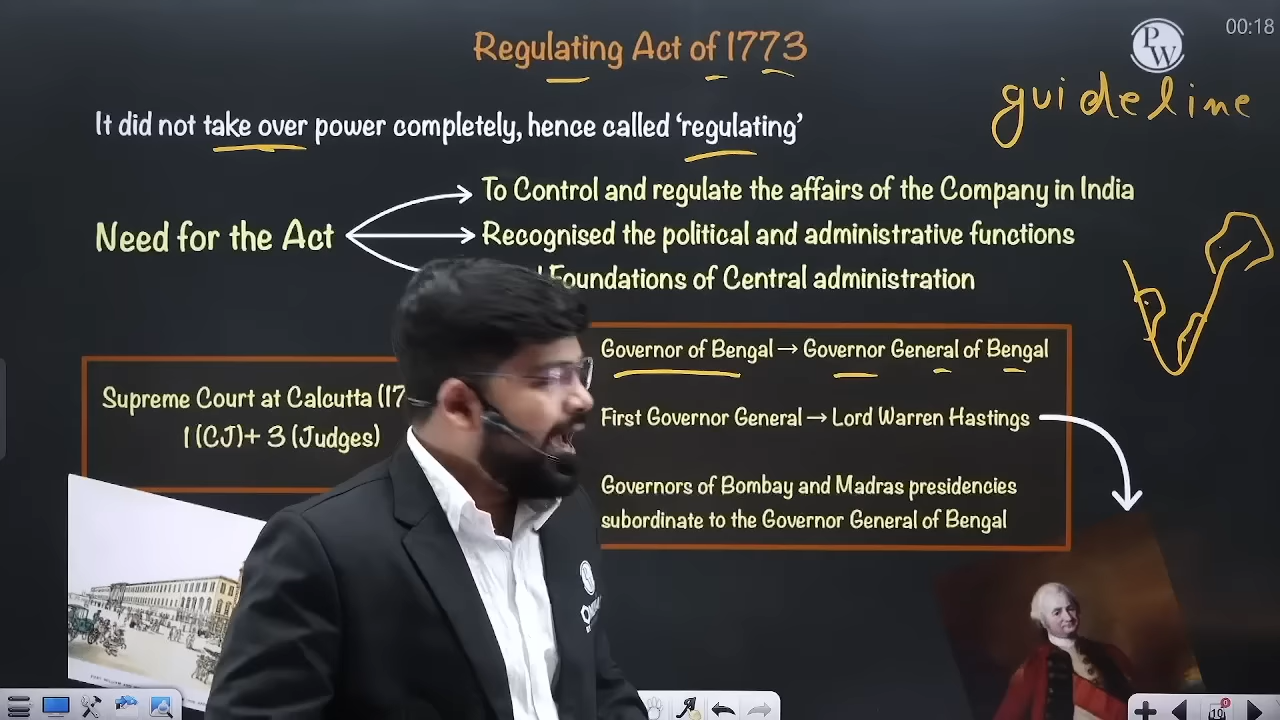 Regulating Act of 1773
PW
00:18
guideline
It did not take over power completely, hence called ‘regulating’
Need for the Act
To Control and regulate the affairs of the Company in India
Recognised the political and administrative functions
Foundations of Central administration
Supreme Court at Calcutta (17
1 (CJ)+ 3 (Judges)
Governor of Bengal → Governor General of Bengal
First Governor General → Lord Warren Hastings
Governors of Bombay and Madras presidencies
subordinate to the Governor General of Bengal